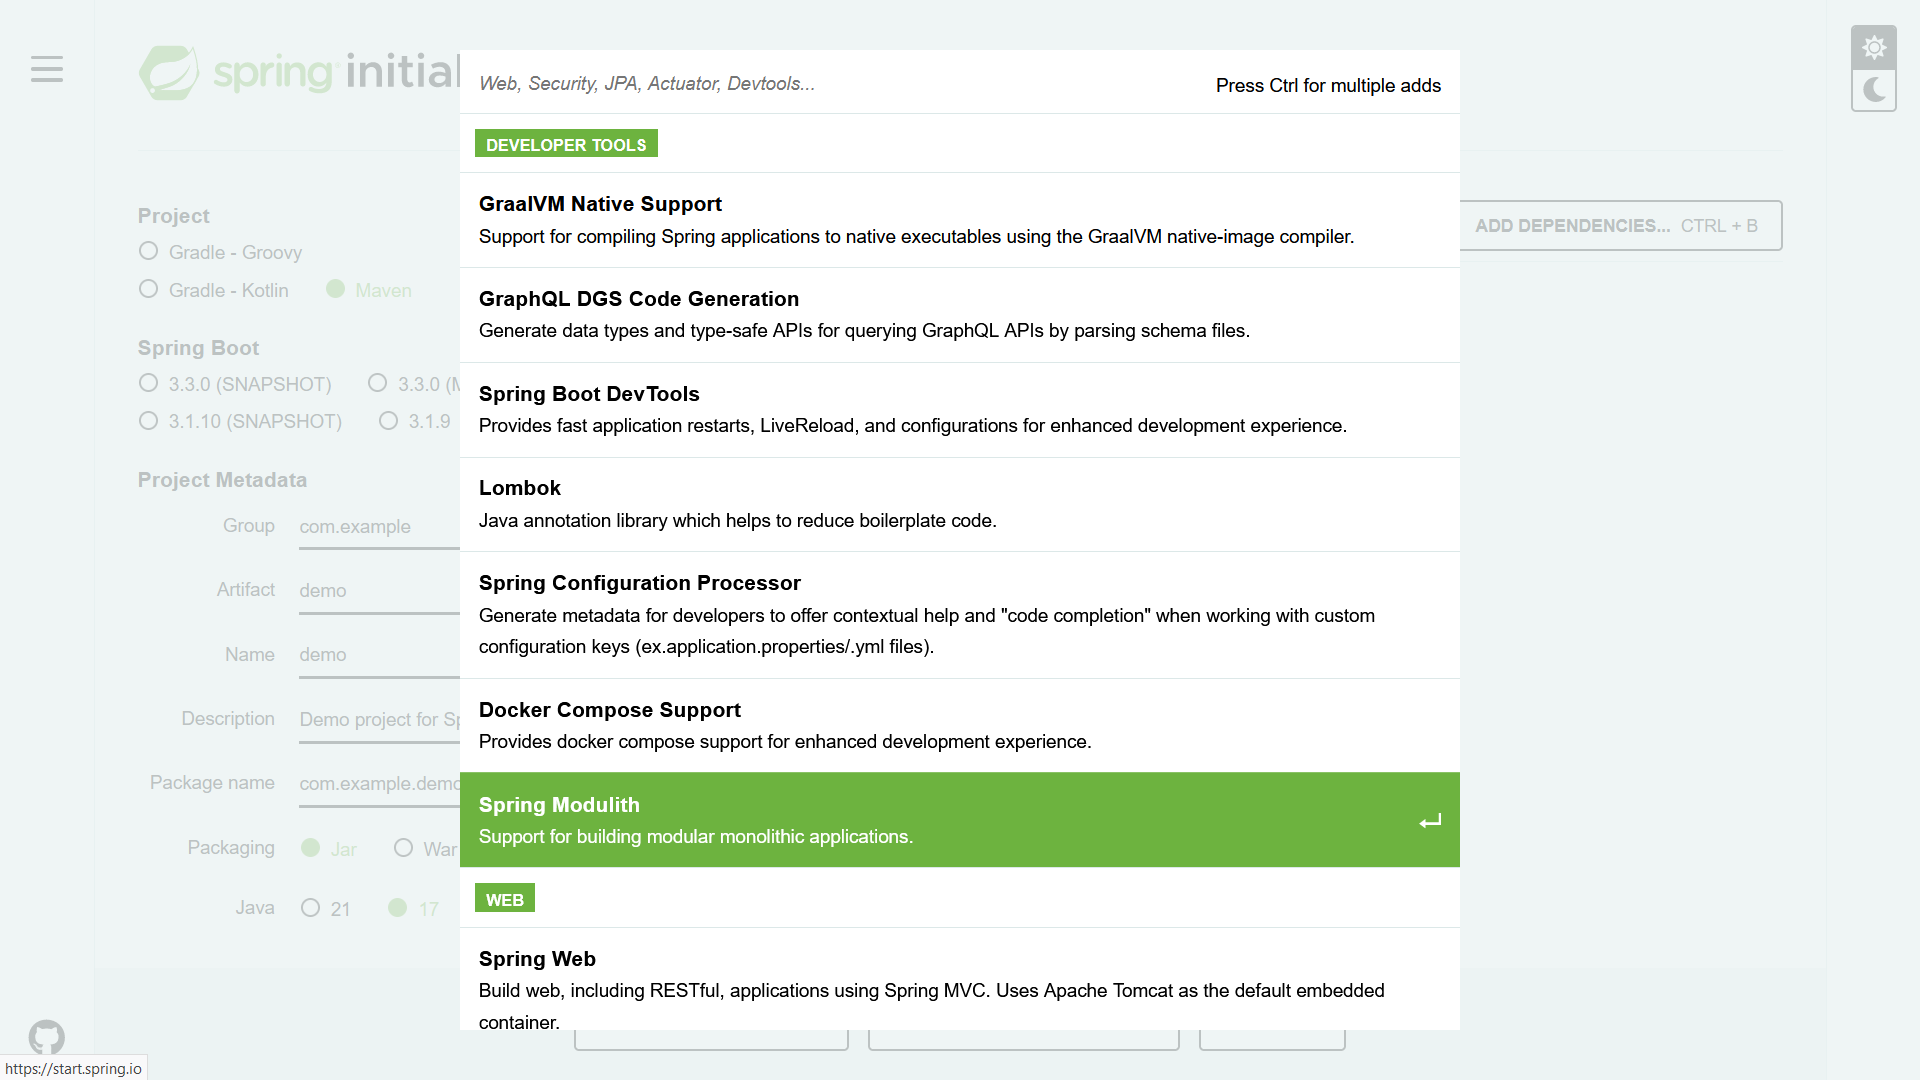 spring initial
Web, Security, JPA, Actuator, Devtools...
Press Ctrl for multiple adds
DEVELOPER TOOLS
GraalVM Native Support
Support for compiling Spring applications to native executables using the GraalVM native-image compiler.
GraphQL DGS Code Generation
Generate data types and type-safe APIs for querying GraphQL APIs by parsing schema files.
Spring Boot DevTools
Provides fast application restarts, LiveReload, and configurations for enhanced development experience.
Lombok
Java annotation library which helps to reduce boilerplate code.
Spring Configuration Processor
Generate metadata for developers to offer contextual help and "code completion" when working with custom
configuration keys (ex.application.properties/.yml files).
Docker Compose Support
Provides docker compose support for enhanced development experience.
Spring Modulith
Support for building modular monolithic applications.
WEB
Spring Web
Build web, including RESTful, applications using Spring MVC. Uses Apache Tomcat as the default embedded
container.
Project
Gradle - Groovy
Gradle - Kotlin Maven
Spring Boot
3.3.0 (SNAPSHOT) 3.3.0 (M
3.1.10 (SNAPSHOT) 3.1.9
Project Metadata
Group com.example
Artifact demo
Name demo
Description Demo project for Sp
Package name com.example.demo
Packaging Jar War
Java 21 17
ADD DEPENDENCIES... CTRL + B
https://start.spring.io